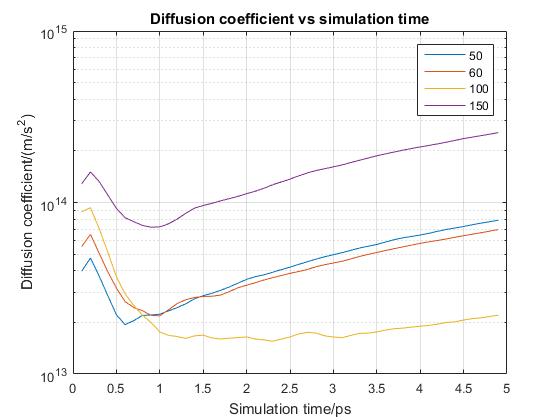 Diffusion coefficient vs simulation time
10^15
10^14
10^13
Diffusion coefficient/(m/s^2)
50
60
100
150
0 0.5 1 1.5 2 2.5 3 3.5 4 4.5 5
Simulation time/ps